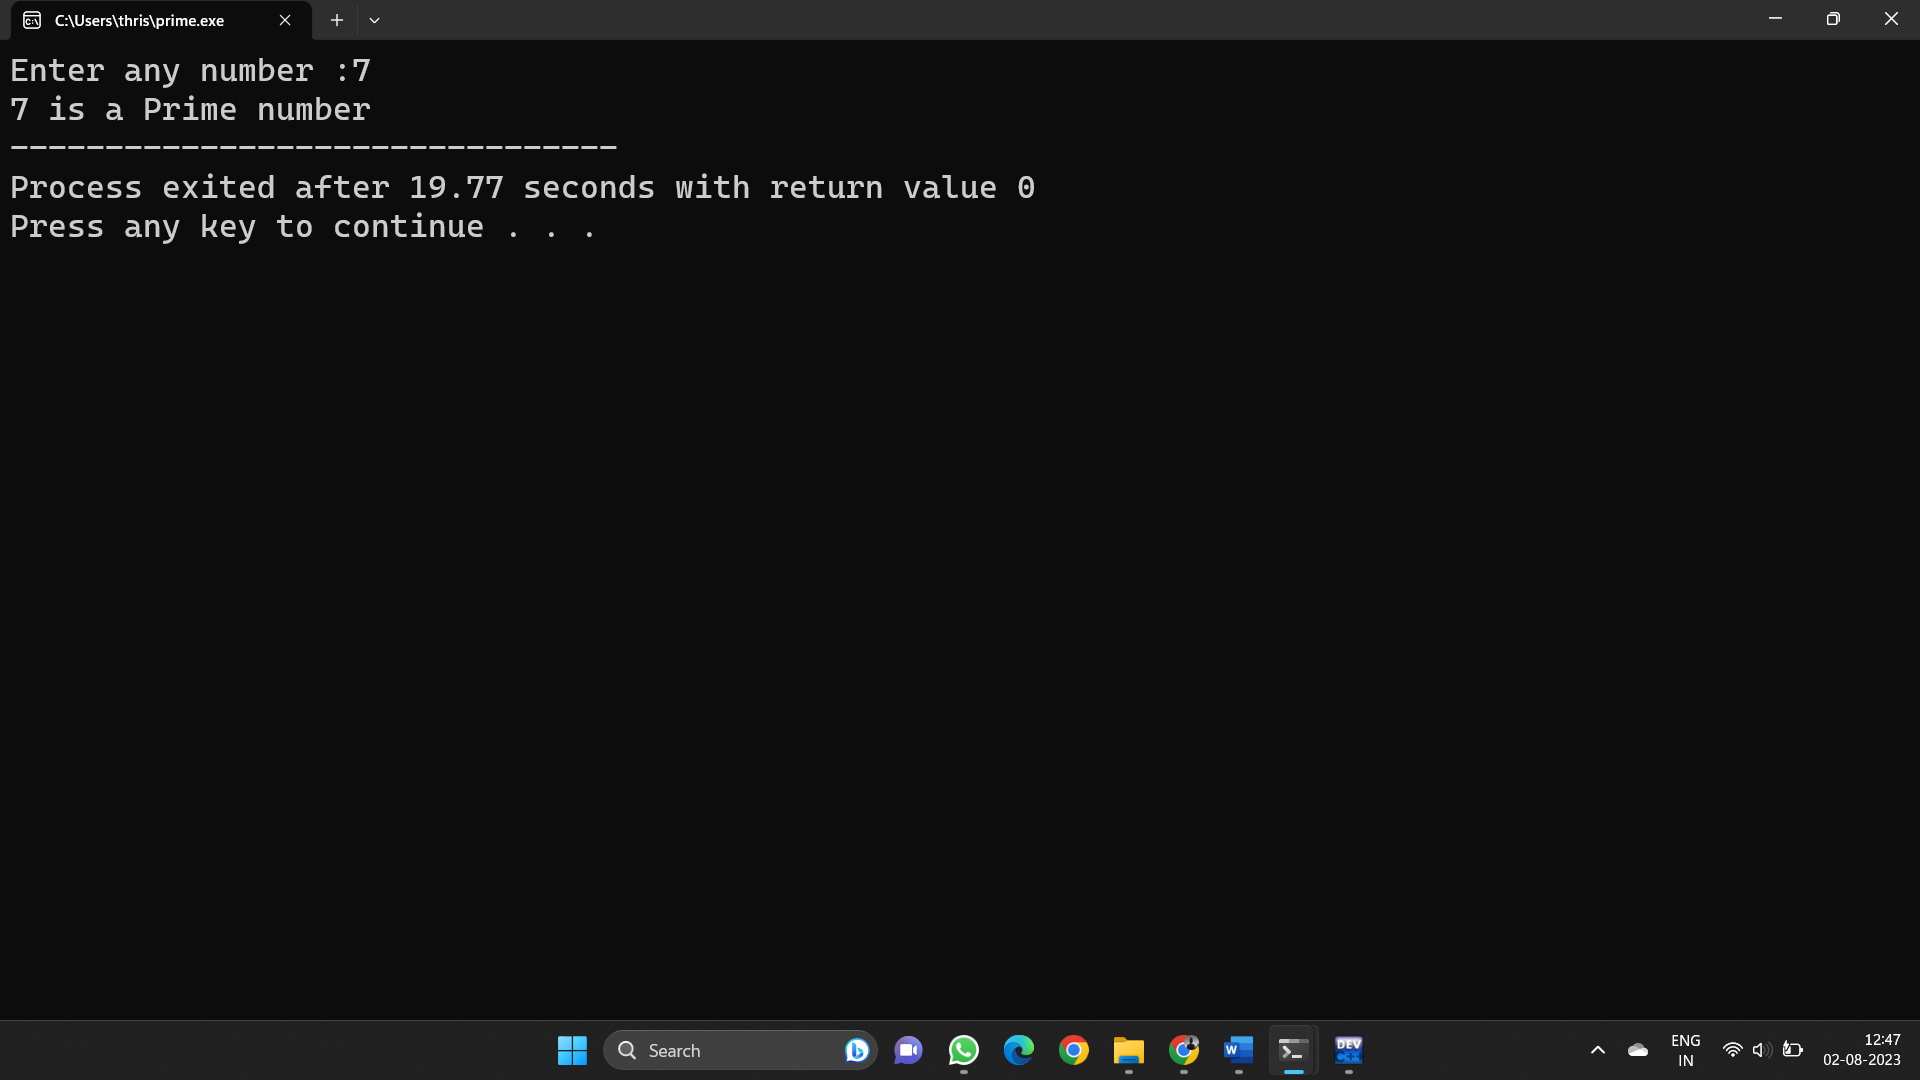 C:\Users\thris\prime.exe
Enter any number :7
7 is a Prime number
--------------------------------
Process exited after 19.77 seconds with return value 0
Press any key to continue . . .
Search
W
DEV
C++
ENG
IN
12:47
02-08-2023